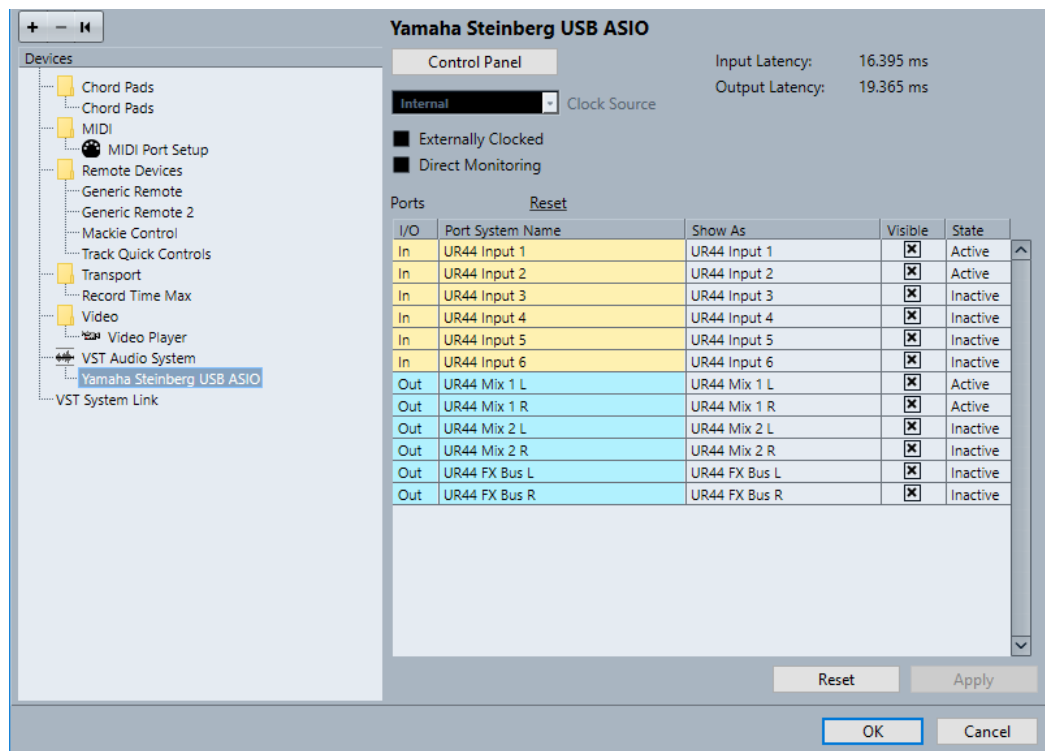 Yamaha Steinberg USB ASIO
Devices
Chord Pads
Chord Pads
MIDI
MIDI Port Setup
Remote Devices
Generic Remote
Generic Remote 2
Mackie Control
Track Quick Controls
Transport
Record Time Max
Video
Video Player
VST Audio System
Yamaha Steinberg USB ASIO
VST System Link
Control Panel
Input Latency: 16.395 ms
Output Latency: 19.365 ms
Internal Clock Source
Externally Clocked
Direct Monitoring
Ports Reset
I/O Port System Name Show As Visible State
In UR44 Input 1 UR44 Input 1 Active
In UR44 Input 2 UR44 Input 2 Active
In UR44 Input 3 UR44 Input 3 Inactive
In UR44 Input 4 UR44 Input 4 Inactive
In UR44 Input 5 UR44 Input 5 Inactive
In UR44 Input 6 UR44 Input 6 Inactive
Out UR44 Mix 1 L UR44 Mix 1 L Active
Out UR44 Mix 1 R UR44 Mix 1 R Active
Out UR44 Mix 2 L UR44 Mix 2 L Inactive
Out UR44 Mix 2 R UR44 Mix 2 R Inactive
Out UR44 FX Bus L UR44 FX Bus L Inactive
Out UR44 FX Bus R UR44 FX Bus R Inactive
Reset Apply
OK Cancel